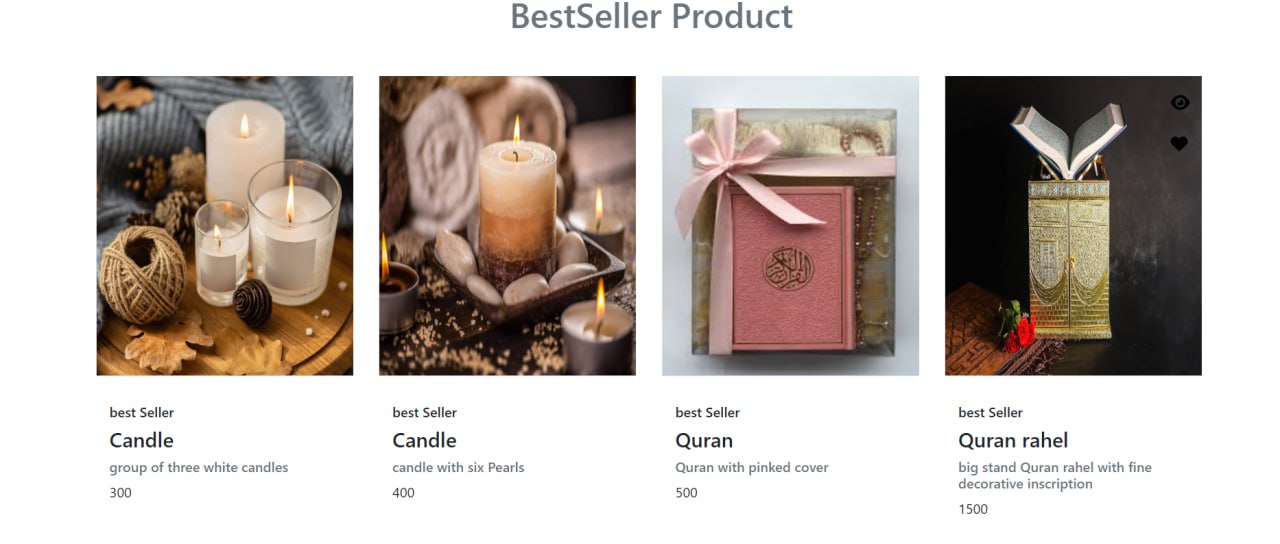 BestSeller Product
best Seller
Candle
group of three white candles
300
best Seller
Candle
candle with six Pearls
400
best Seller
Quran
Quran with pinked cover
500
best Seller
Quran rahel
big stand Quran rahel with fine
decorative inscription
1500